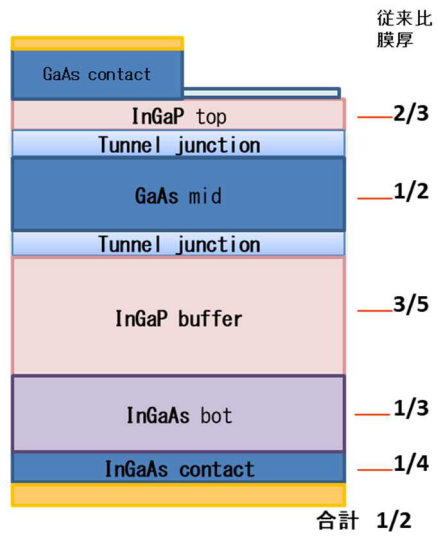 従来比
膜厚
GaAs contact
InGaP top
2/3
Tunnel junction
GaAs mid
1/2
Tunnel junction
InGaP buffer
3/5
InGaAs bot
1/3
InGaAs contact
1/4
合計 1/2